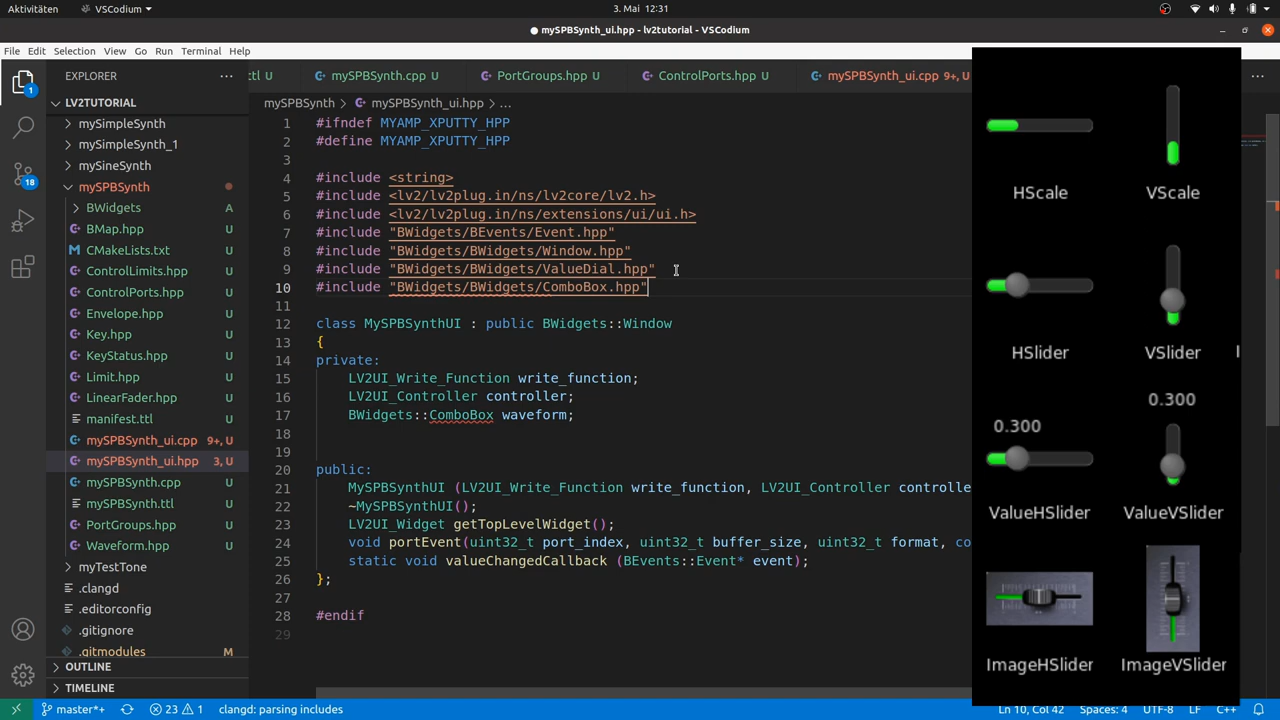 Aktivitäten
VSCodium
3. Mai 12:31
● mySPBSynth_ui.hpp - lv2tutorial - VSCodium
File Edit Selection View Go Run Terminal Help
EXPLORER
ttl U
mySPBSynth.cpp U
PortGroups.hpp U
ControlPorts.hpp U
mySPBSynth_ui.cpp 9+, U
LV2TUTORIAL
mySPBSynth > mySPBSynth_ui.hpp > ...
mySimpleSynth
mySimpleSynth_1
mySineSynth
mySPBSynth
BWidgets A
BMap.hpp U
CMakeLists.txt U
ControlLimits.hpp U
ControlPorts.hpp U
Envelope.hpp U
Key.hpp U
KeyStatus.hpp U
Limit.hpp U
LinearFader.hpp U
manifest.ttl U
mySPBSynth_ui.cpp 9+, U
mySPBSynth_ui.hpp 3, U
mySPBSynth.cpp U
mySPBSynth.ttl U
PortGroups.hpp U
Waveform.hpp U
myTestTone
.clangd
.editorconfig
.gitignore
.gitmodules M
OUTLINE
TIMELINE
1
18
1 #ifndef MYAMP_XPUTTY_HPP
2 #define MYAMP_XPUTTY_HPP
3
4 #include <string>
5 #include <lv2/lv2plug.in/ns/lv2core/lv2.h>
6 #include <lv2/lv2plug.in/ns/extensions/ui/ui.h>
7 #include "BWidgets/BEvents/Event.hpp"
8 #include "BWidgets/BWidgets/Window.hpp"
9 #include "BWidgets/BWidgets/ValueDial.hpp"
10 #include "BWidgets/BWidgets/ComboBox.hpp"
11
12 class MySPBSynthUI : public BWidgets::Window
13 {
14 private:
15 LV2UI_Write_Function write_function;
16 LV2UI_Controller controller;
17 BWidgets::ComboBox waveform;
18
19
20 public:
21 MySPBSynthUI (LV2UI_Write_Function write_function, LV2UI_Controller controlle
22 ~MySPBSynthUI();
23 LV2UI_Widget getTopLevelWidget();
24 void portEvent(uint32_t port_index, uint32_t buffer_size, uint32_t format, co
25 static void valueChangedCallback (BEvents::Event* event);
26 };
27
28 #endif
29
HScale
VScale
HSlider
VSlider
0.300
0.300
ValueHSlider
ValueVSlider
ImageHSlider
ImageVSlider
master*+
23 1
clangd: parsing includes
Ln 10, Col 42
Spaces: 4
UTF-8
LF
C++